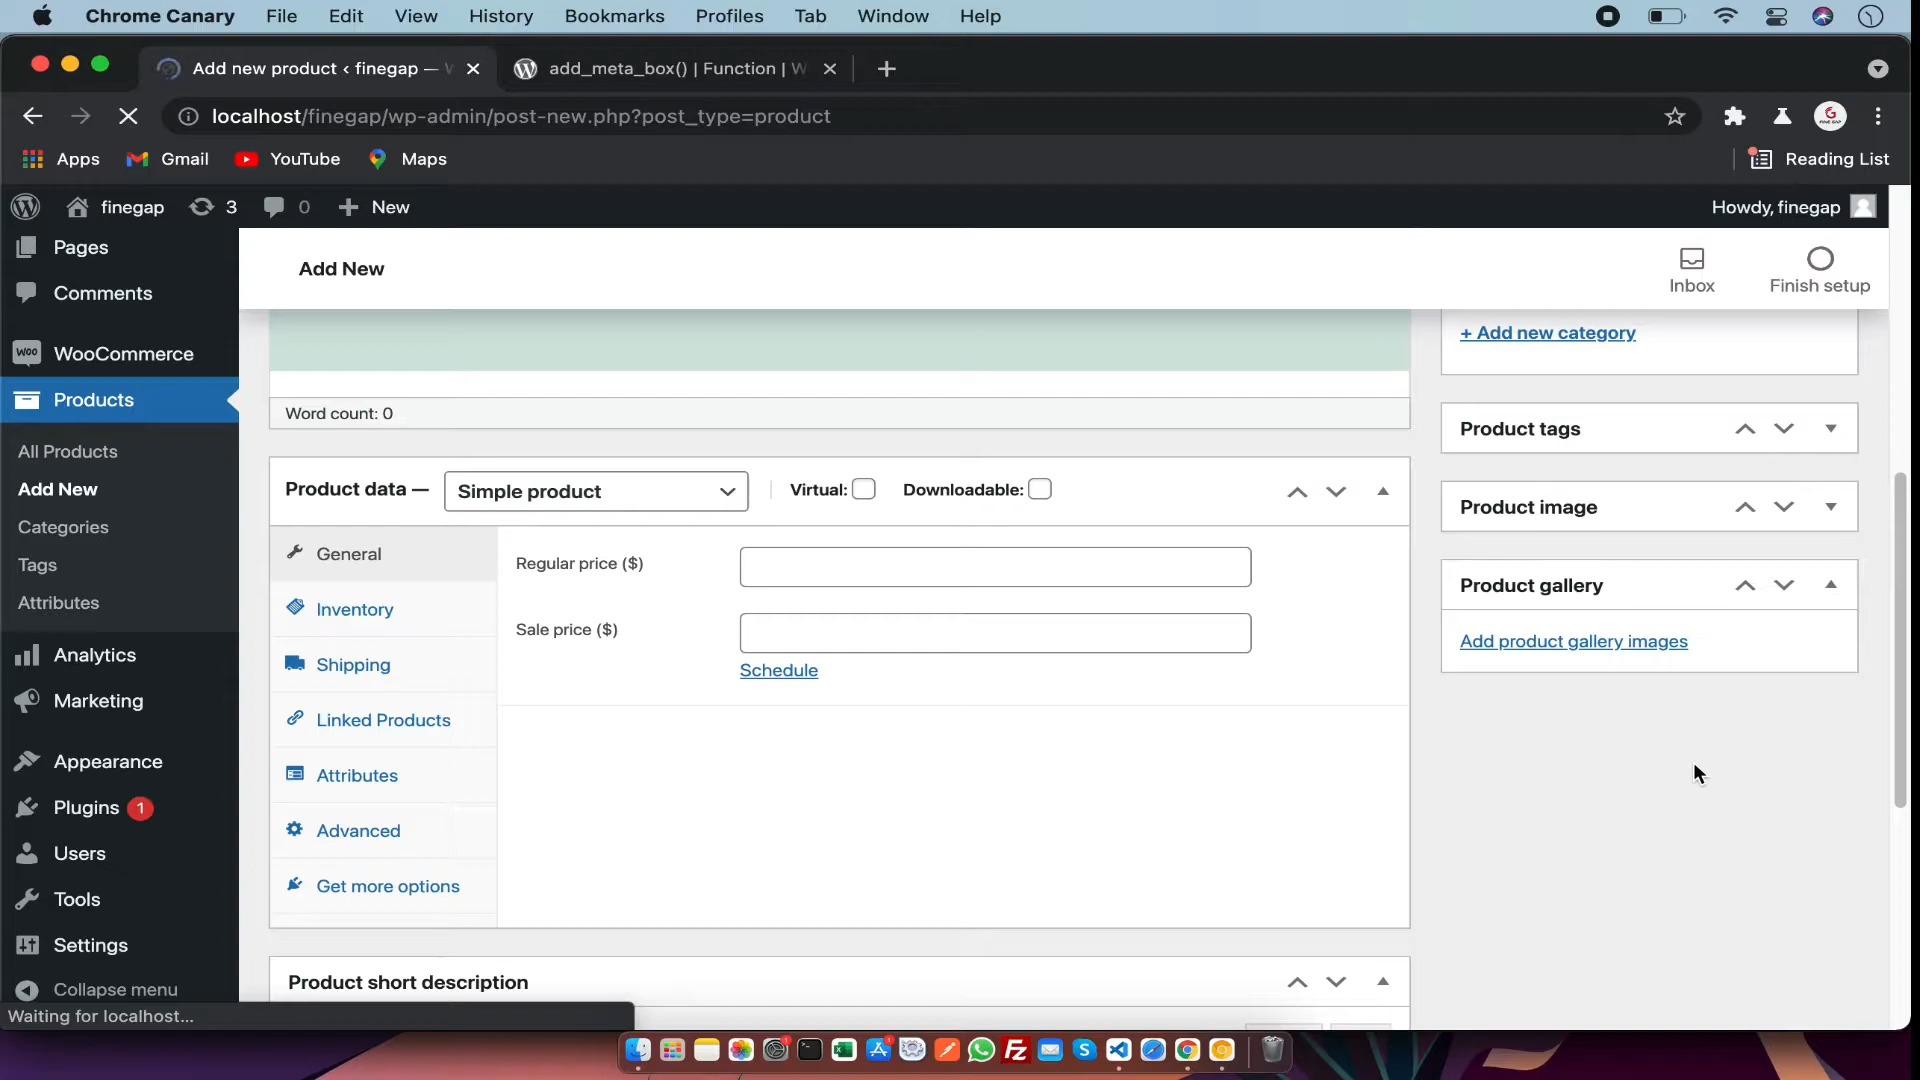 Chrome Canary File Edit View History Bookmarks Profiles Tab Window Help
Add new product ‹ finegap — W
add_meta_box() | Function | W
localhost/finegap/wp-admin/post-new.php?post_type=product
Apps Gmail YouTube Maps Reading List
finegap 3 0 New Howdy, finegap
Pages
Comments
WooCommerce
Products
All Products
Add New
Categories
Tags
Attributes
Analytics
Marketing
Appearance
Plugins 1
Users
Tools
Settings
Collapse menu
Waiting for localhost...
Add New
Inbox
Finish setup
Word count: 0
Product data —
Simple product
Virtual:
Downloadable:
General
Inventory
Shipping
Linked Products
Attributes
Advanced
Get more options
Regular price ($)
Sale price ($)
Schedule
Product short description
+ Add new category
Product tags
Product image
Product gallery
Add product gallery images